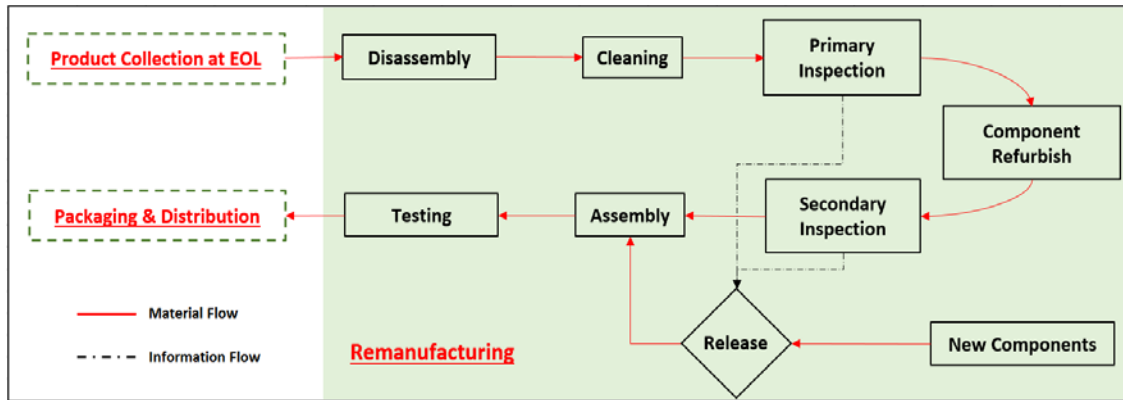 Product Collection at EOL
Disassembly
Cleaning
Primary
Inspection
Component
Refurbish
Packaging & Distribution
Testing
Assembly
Secondary
Inspection
Material Flow
Information Flow
Remanufacturing
Release
New Components